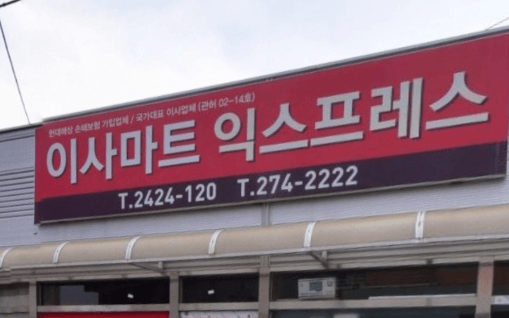 현대해상 손해보험 가입업체 / 국가대표 이사업체 (관허 02-14호)
이사마트 익스프레스
T.2424-120 T.274-2222